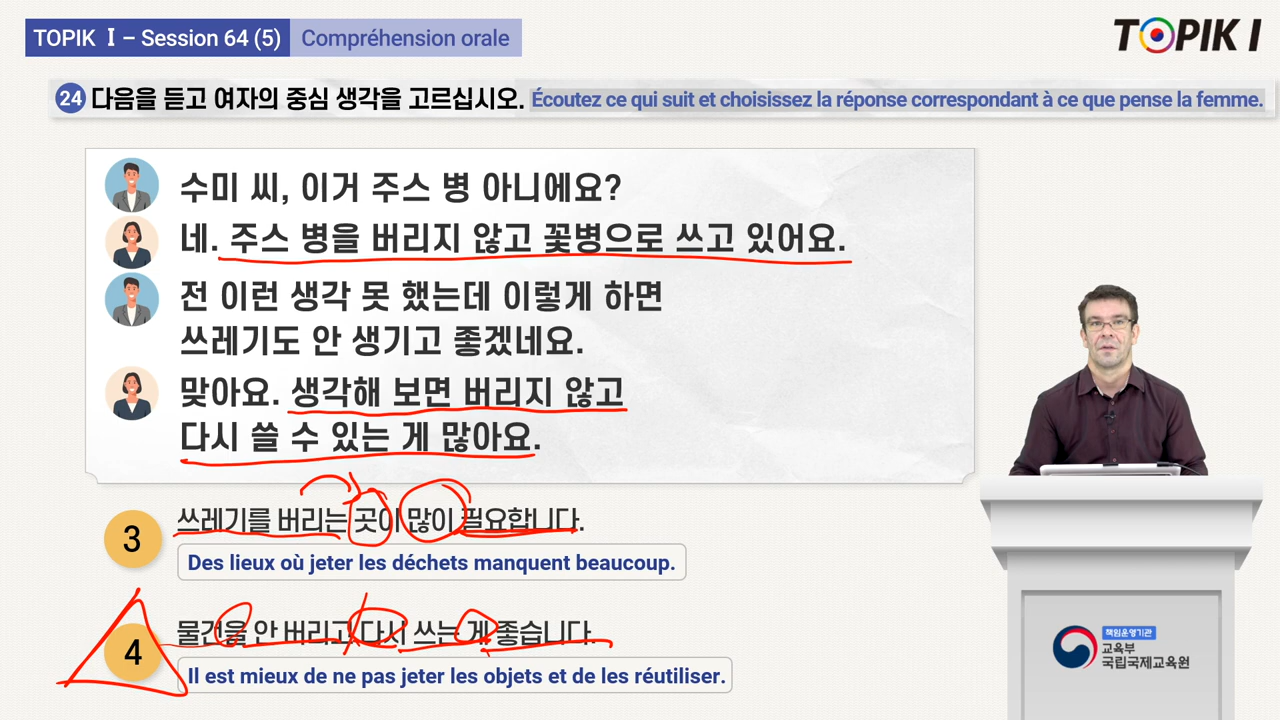 TOPIK I – Session 64 (5) Compréhension orale
TOPIK I
24 다음을 듣고 여자의 중심 생각을 고르십시오. Écoutez ce qui suit et choisissez la réponse correspondant à ce que pense la femme.
수미 씨, 이거 주스 병 아니에요?
네. 주스 병을 버리지 않고 꽃병으로 쓰고 있어요.
전 이런 생각 못 했는데 이렇게 하면
쓰레기도 안 생기고 좋겠네요.
맞아요. 생각해 보면 버리지 않고
다시 쓸 수 있는 게 많아요.
3 쓰레기를 버리는 곳이 많이 필요합니다.
Des lieux où jeter les déchets manquent beaucoup.
4 물건을 안 버리고 다시 쓰는 게 좋습니다.
Il est mieux de ne pas jeter les objets et de les réutiliser.
책임운영기관
교육부
국립국제교육원